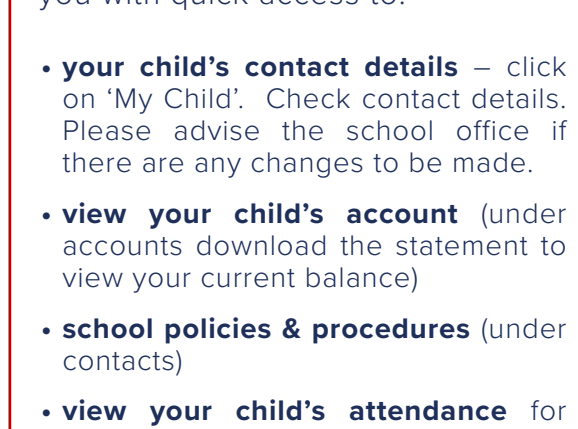 you with quick access to:
• your child’s contact details – click
on ‘My Child’.  Check contact details.
Please advise the school office if
there are any changes to be made.
• view your child’s account (under
accounts download the statement to
view your current balance)
• school policies & procedures (under
contacts)
• view your child’s attendance for